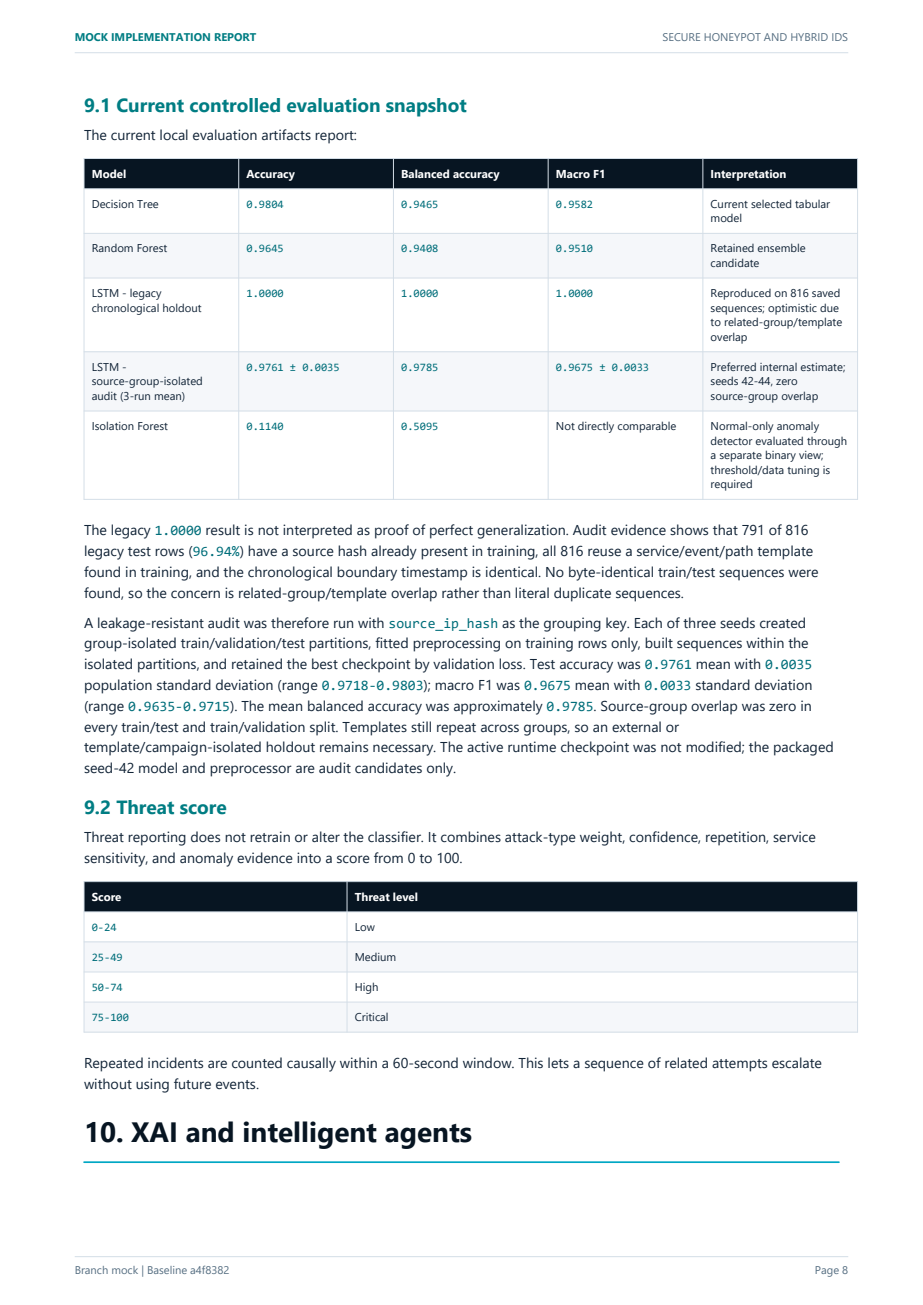 MOCK IMPLEMENTATION REPORT
SECURE HONEYPOT AND HYBRID IDS
9.1 Current controlled evaluation snapshot
The current local evaluation artifacts report:
Model Accuracy Balanced accuracy Macro F1 Interpretation
Decision Tree 0.9804 0.9465 0.9582 Current selected tabular
model
Random Forest 0.9645 0.9408 0.9510 Retained ensemble
candidate
LSTM - legacy 1.0000 1.0000 1.0000 Reproduced on 816 saved
chronological holdout sequences; optimistic due
to related-group/template
overlap
LSTM - 0.9761 ± 0.0035 0.9785 0.9675 ± 0.0033 Preferred internal estimate;
source-group-isolated seeds 42-44, zero
audit (3-run mean) source-group overlap
Isolation Forest 0.1140 0.5095 Not directly comparable Normal-only anomaly
detector evaluated through
a separate binary view;
threshold/data tuning is
required
The legacy 1.0000 result is not interpreted as proof of perfect generalization. Audit evidence shows that 791 of 816
legacy test rows (96.94%) have a source hash already present in training, all 816 reuse a service/event/path template
found in training, and the chronological boundary timestamp is identical. No byte-identical train/test sequences were
found, so the concern is related-group/template overlap rather than literal duplicate sequences.
A leakage-resistant audit was therefore run with source_ip_hash as the grouping key. Each of three seeds created
group-isolated train/validation/test partitions, fitted preprocessing on training rows only, built sequences within the
isolated partitions, and retained the best checkpoint by validation loss. Test accuracy was 0.9761 mean with 0.0035
population standard deviation (range 0.9718-0.9803); macro F1 was 0.9675 mean with 0.0033 standard deviation
(range 0.9635-0.9715). The mean balanced accuracy was approximately 0.9785. Source-group overlap was zero in
every train/test and train/validation split. Templates still repeat across groups, so an external or
template/campaign-isolated holdout remains necessary. The active runtime checkpoint was not modified; the packaged
seed-42 model and preprocessor are audit candidates only.
9.2 Threat score
Threat reporting does not retrain or alter the classifier. It combines attack-type weight, confidence, repetition, service
sensitivity, and anomaly evidence into a score from 0 to 100.
Score Threat level
0-24 Low
25-49 Medium
50-74 High
75-100 Critical
Repeated incidents are counted causally within a 60-second window. This lets a sequence of related attempts escalate
without using future events.
10. XAI and intelligent agents
Branch mock | Baseline a4f8382
Page 8